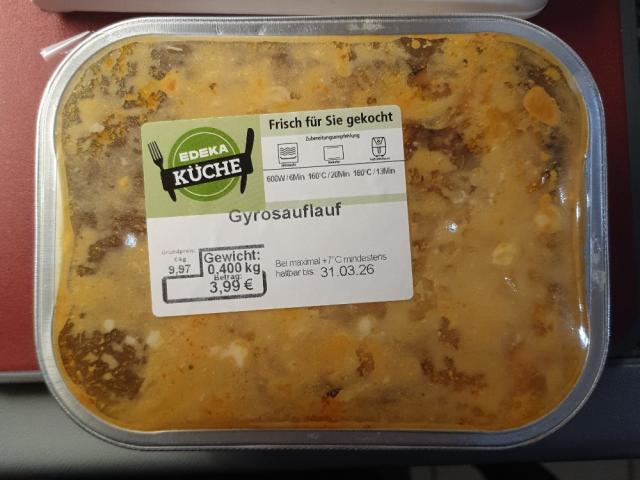 EDEKA
KÜCHE
Frisch für Sie gekocht
Zubereitungsempfehlung
600W/6Min 160°C/20Min 160°C/13Min
Gyrosauflauf
Grundpreis:
€/kg
9,97
Gewicht:
0,400 kg
Betrag:
3,99 €
Bei maximal +7°C mindestens
haltbar bis 31.03.26